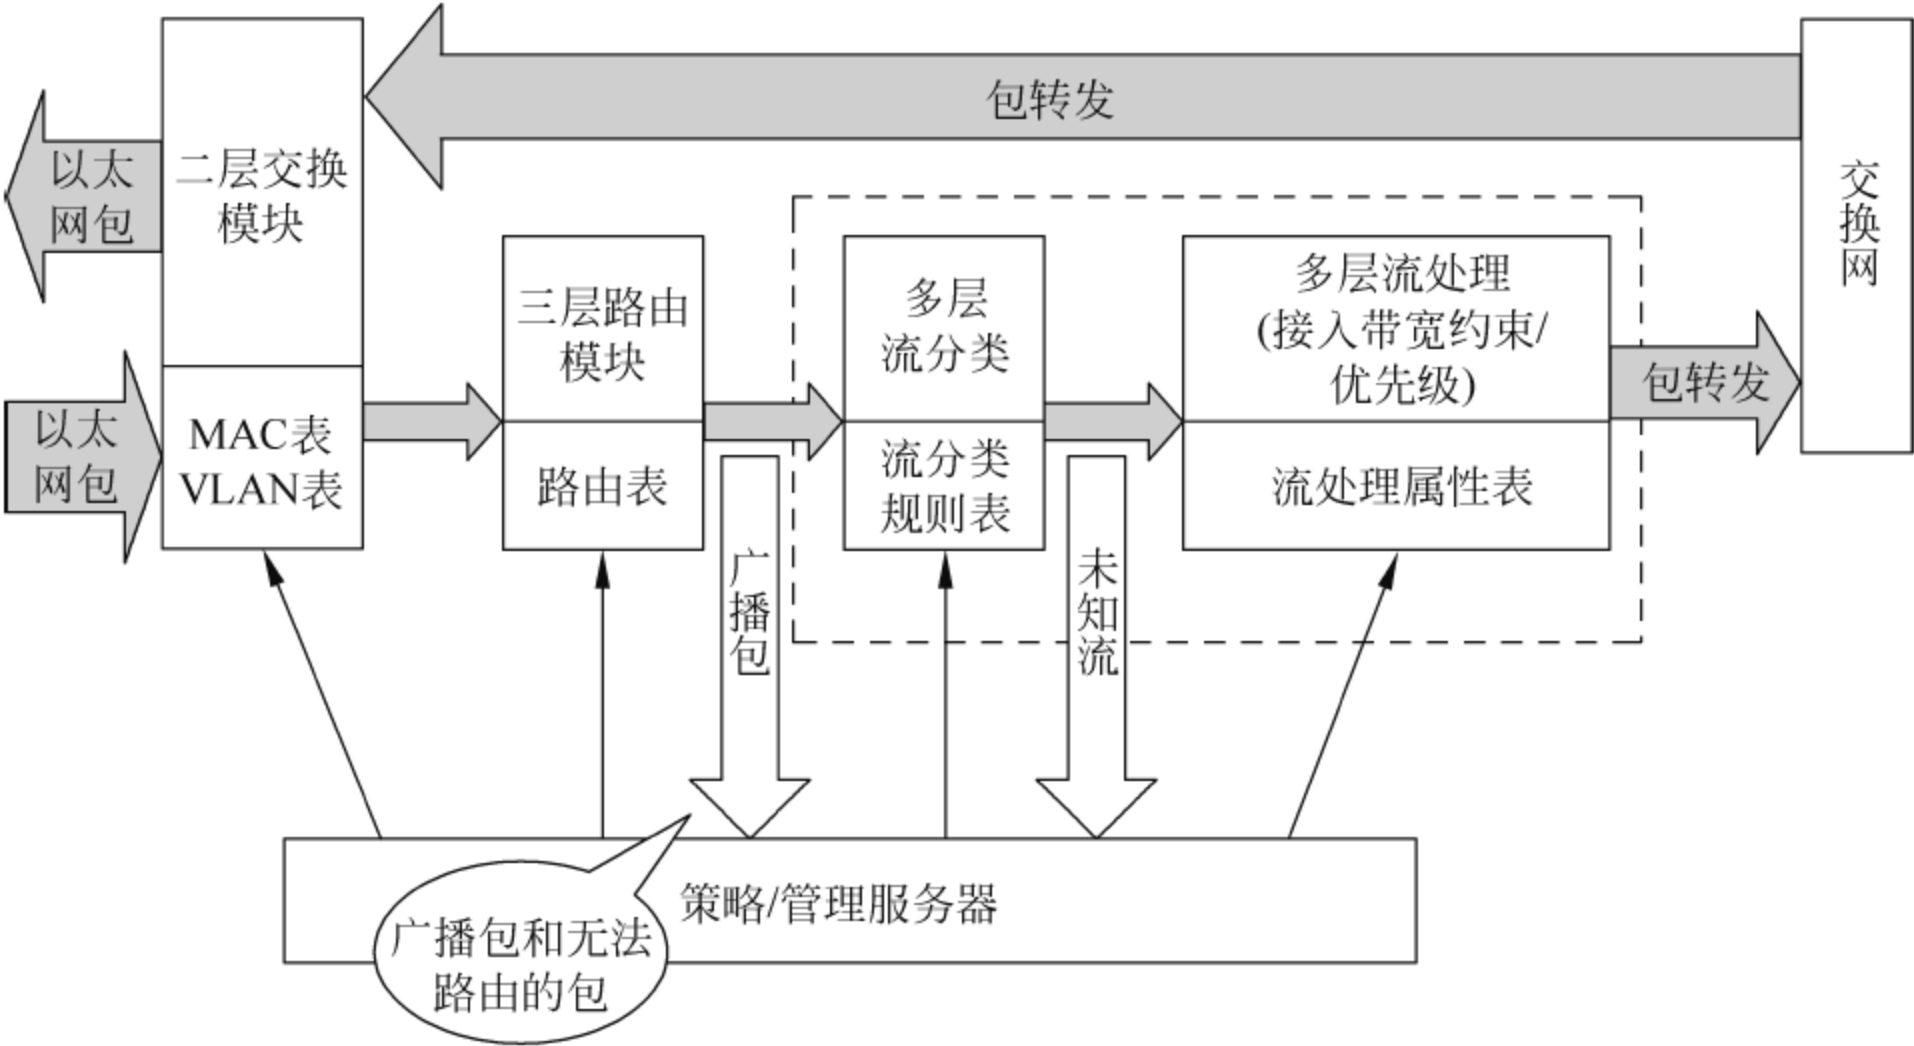 包转发
以太
网包
二层交换
模块
交
换
网
三层路由
模块
多层
流分类
多层流处理
(接入带宽约束/
优先级)
包转发
以太
网包
MAC表
VLAN表
路由表
流分类
规则表
流处理属性表
广
播
包
未
知
流
策略/管理服务器
广播包和无法
路由的包